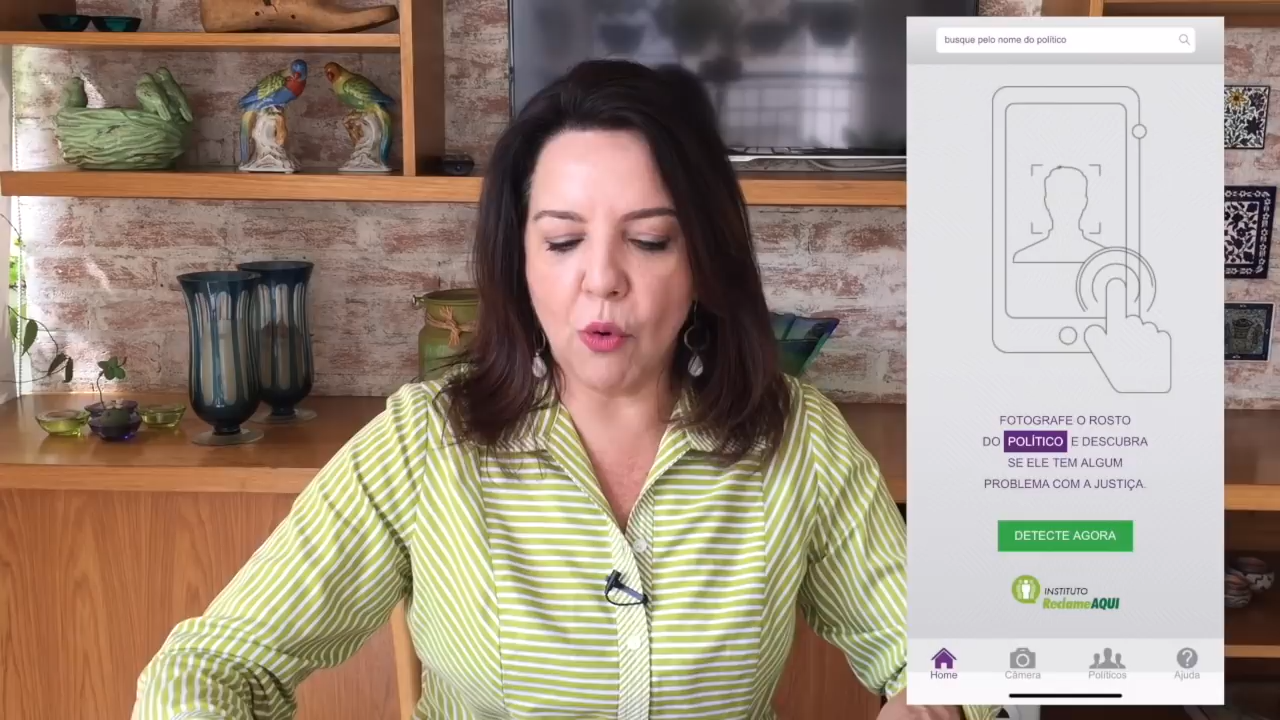 busque pelo nome do político
FOTOGRAFE O ROSTO
DO POLÍTICO E DESCUBRA
SE ELE TEM ALGUM
PROBLEMA COM A JUSTIÇA.
DETECTE AGORA
INSTITUTO
ReclameAQUI
Home
Câmera
Políticos
Ajuda